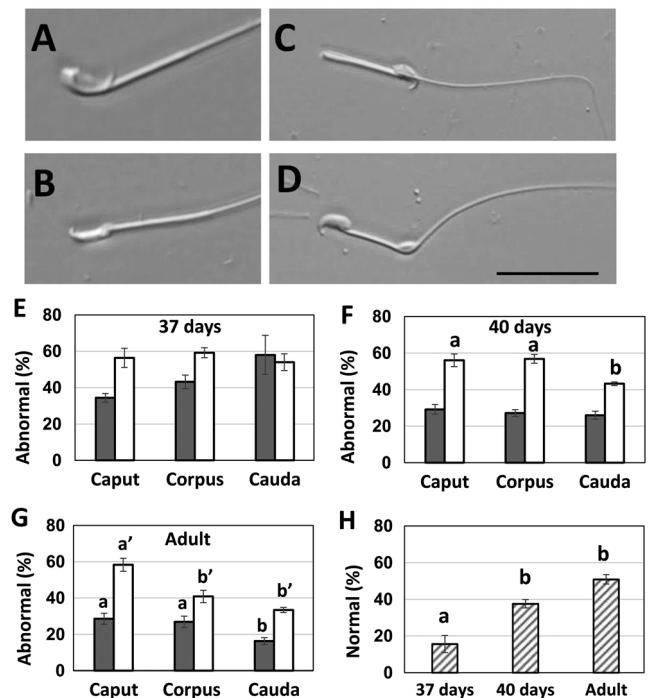 A
C
B
D
E
37 days
Abnormal (%)
80
60
40
20
0
Caput Corpus Cauda
F
40 days
Abnormal (%)
80
60
40
20
0
a a b
Caput Corpus Cauda
G
Adult
Abnormal (%)
80
60
40
20
0
a a' a b' b b'
Caput Corpus Cauda
H
Normal (%)
80
60
40
20
0
a b b
37 days 40 days Adult